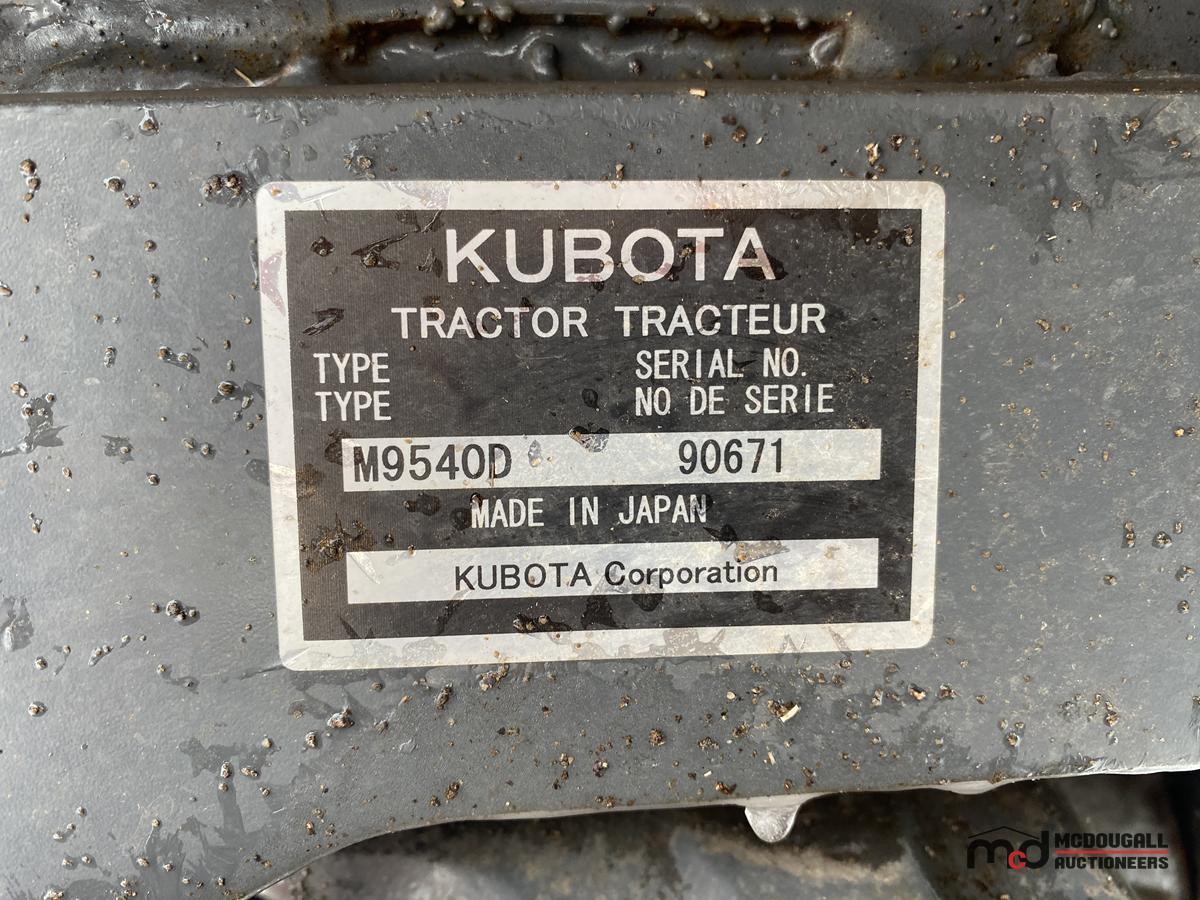 KUBOTA
TRACTOR TRACTEUR
TYPE SERIAL NO.
TYPE NO DE SERIE
M9540D 90671
MADE IN JAPAN
KUBOTA Corporation
mcd MCDOUGALL
AUCTIONEERS